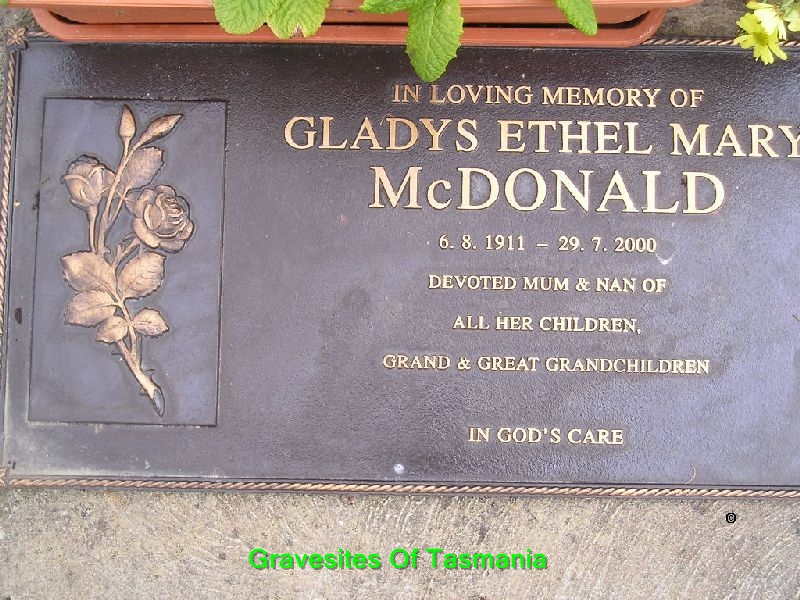 IN LOVING MEMORY OF
GLADYS ETHEL MARY
McDONALD
6. 8. 1911 – 29. 7. 2000
DEVOTED MUM & NAN OF
ALL HER CHILDREN,
GRAND & GREAT GRANDCHILDREN
IN GOD'S CARE
©
Gravesites Of Tasmania